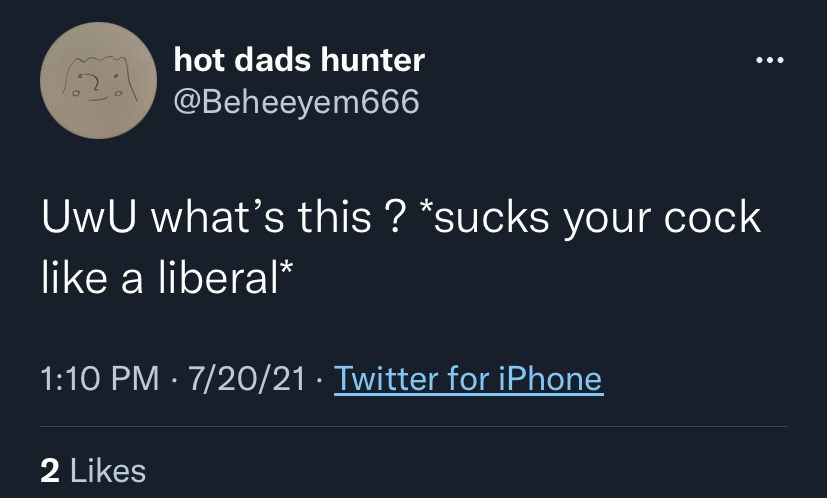 hot dads hunter
@Beheeyem666
UwU what’s this ? *sucks your cock
like a liberal*
1:10 PM · 7/20/21 · Twitter for iPhone
2 Likes